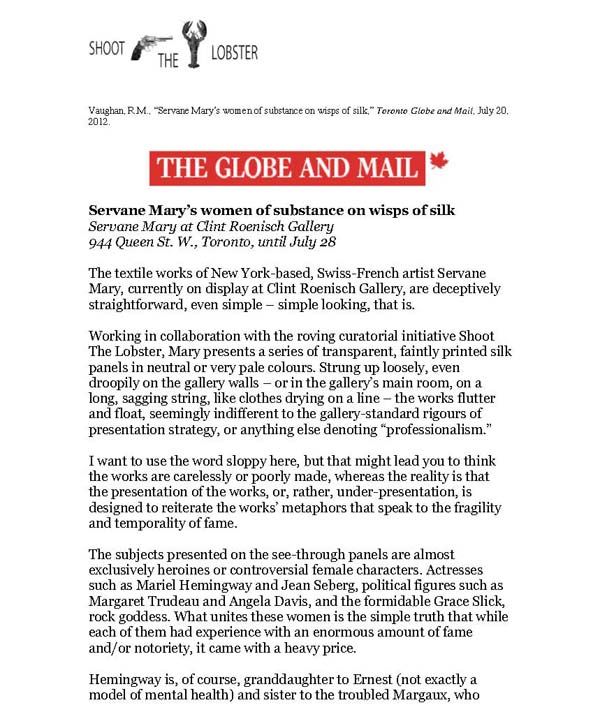 SHOOT THE LOBSTER
Vaughan, R.M., “Servane Mary’s women of substance on wisps of silk,” Toronto Globe and Mail, July 20,
2012.
THE GLOBE AND MAIL
Servane Mary’s women of substance on wisps of silk
Servane Mary at Clint Roenisch Gallery
944 Queen St. W., Toronto, until July 28
The textile works of New York-based, Swiss-French artist Servane
Mary, currently on display at Clint Roenisch Gallery, are deceptively
straightforward, even simple – simple looking, that is.
Working in collaboration with the roving curatorial initiative Shoot
The Lobster, Mary presents a series of transparent, faintly printed silk
panels in neutral or very pale colours. Strung up loosely, even
droopily on the gallery walls – or in the gallery’s main room, on a
long, sagging string, like clothes drying on a line – the works flutter
and float, seemingly indifferent to the gallery-standard rigours of
presentation strategy, or anything else denoting “professionalism.”
I want to use the word sloppy here, but that might lead you to think
the works are carelessly or poorly made, whereas the reality is that
the presentation of the works, or, rather, under-presentation, is
designed to reiterate the works’ metaphors that speak to the fragility
and temporality of fame.
The subjects presented on the see-through panels are almost
exclusively heroines or controversial female characters. Actresses
such as Mariel Hemingway and Jean Seberg, political figures such as
Margaret Trudeau and Angela Davis, and the formidable Grace Slick,
rock goddess. What unites these women is the simple truth that while
each of them had experience with an enormous amount of fame
and/or notoriety, it came with a heavy price.
Hemingway is, of course, granddaughter to Ernest (not exactly a
model of mental health) and sister to the troubled Margaux, who